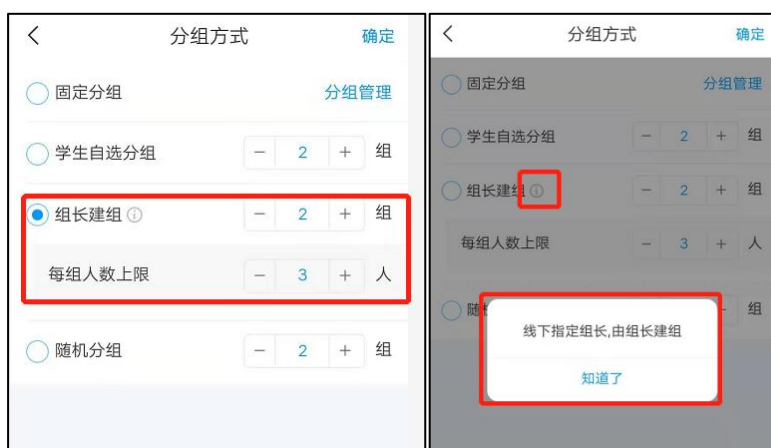 分组方式 确定
固定分组 分组管理
学生自选分组 － 2 ＋ 组
组长建组 － 2 ＋ 组
每组人数上限 － 3 ＋ 人
随机分组 － 2 ＋ 组
分组方式 确定
固定分组 分组管理
学生自选分组 － 2 ＋ 组
组长建组 － 2 ＋ 组
每组人数上限 － 3 ＋ 人
随 组
线下指定组长,由组长建组
知道了